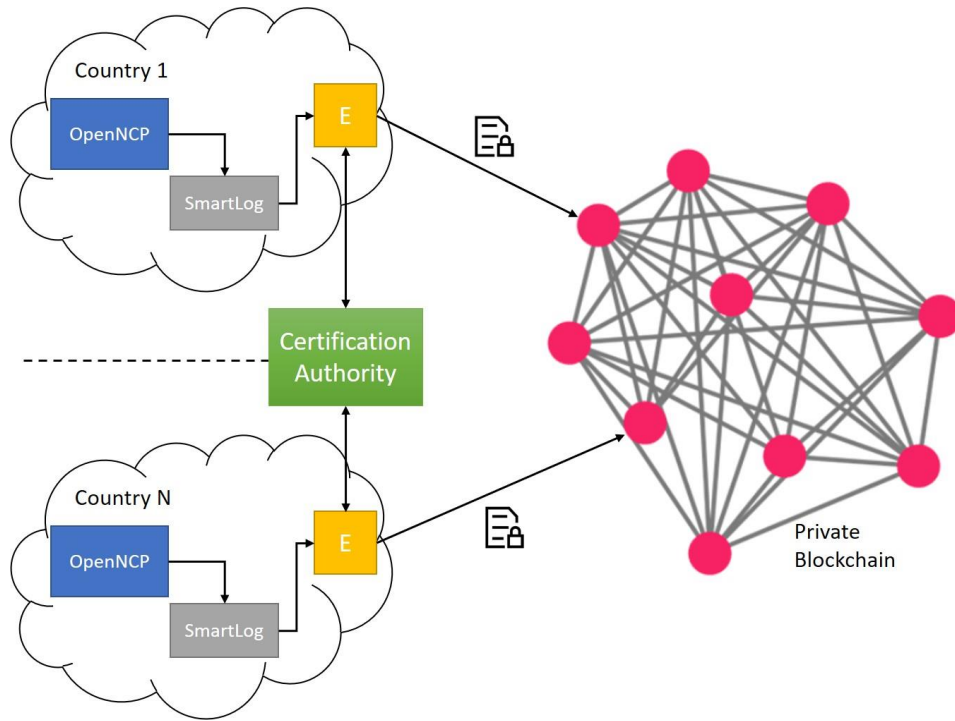 Country 1
OpenNCP
E
SmartLog
Certification
Authority
Country N
OpenNCP
E
SmartLog
Private
Blockchain